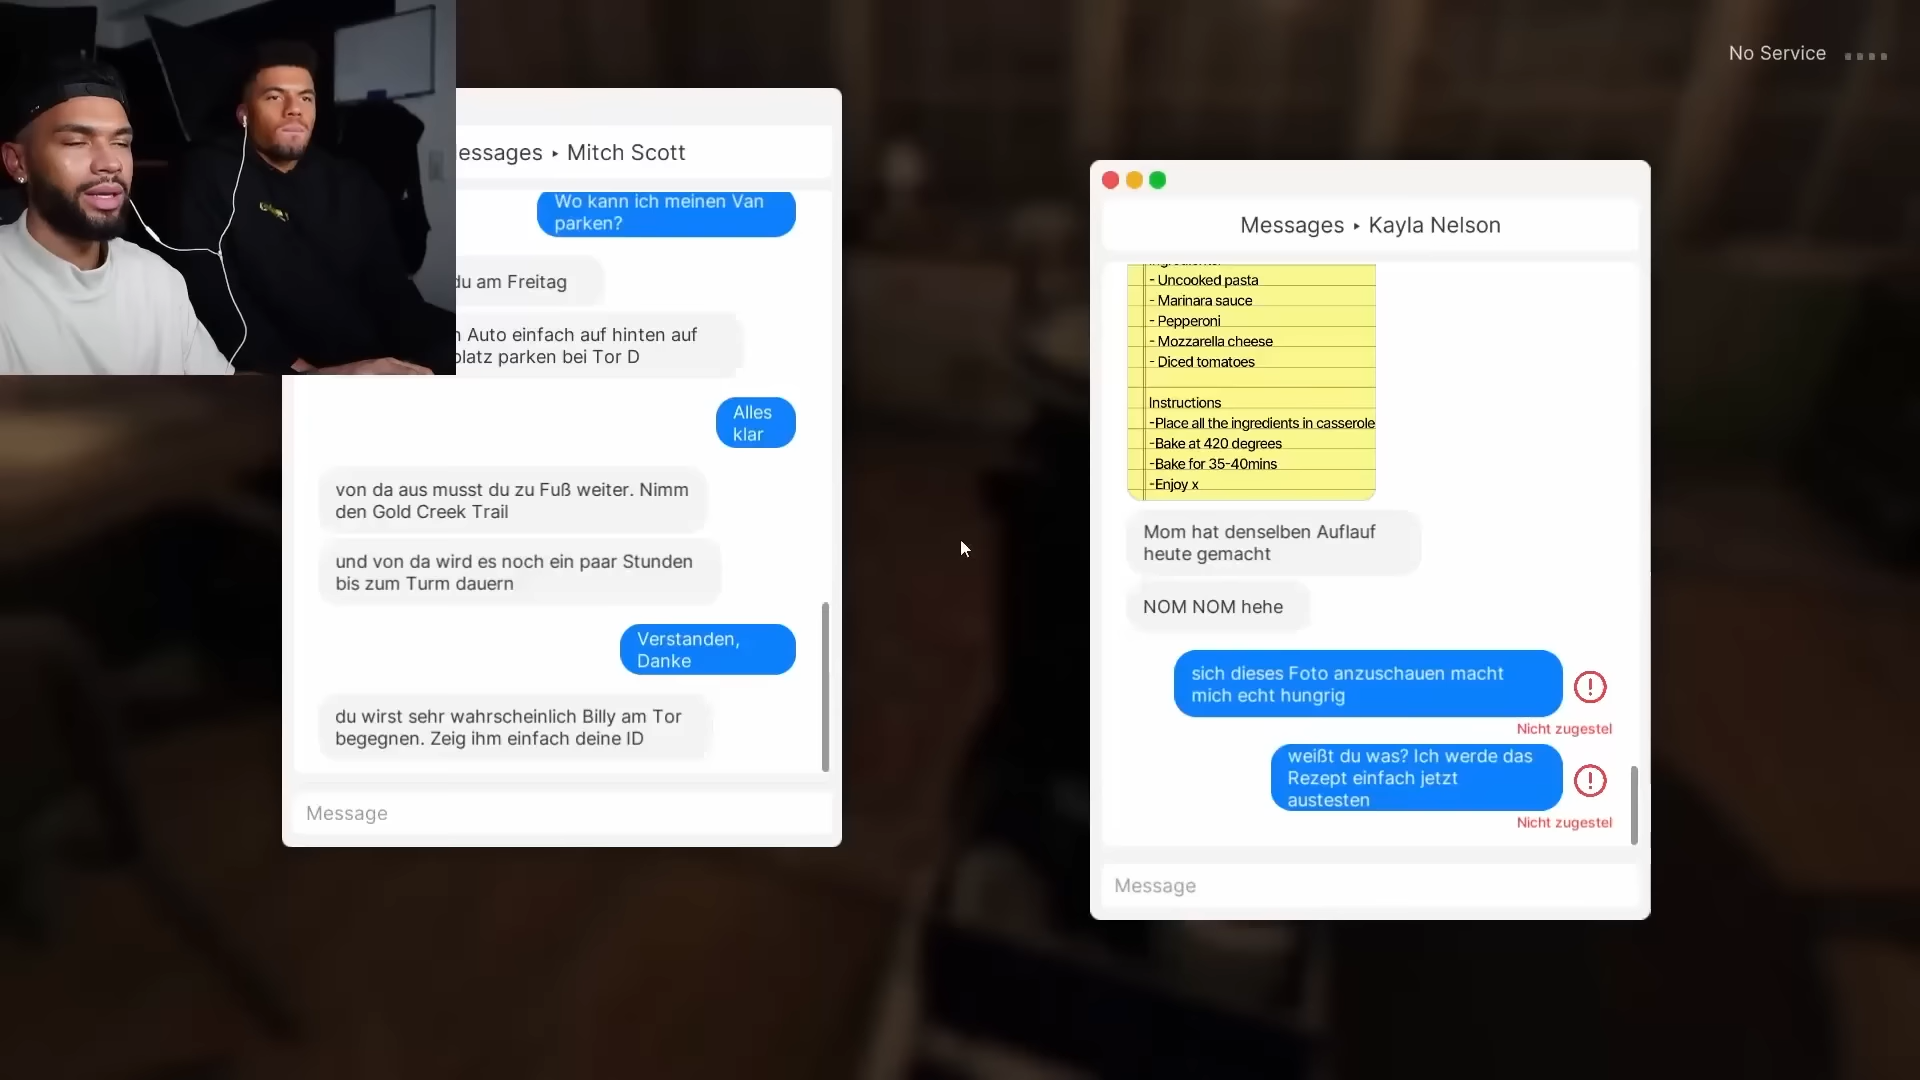 No Service
essages ▸ Mitch Scott
Wo kann ich meinen Van
parken?
du am Freitag
Auto einfach auf hinten auf
platz parken bei Tor D
Alles
klar
von da aus musst du zu Fuß weiter. Nimm
den Gold Creek Trail
und von da wird es noch ein paar Stunden
bis zum Turm dauern
Verstanden,
Danke
du wirst sehr wahrscheinlich Billy am Tor
begegnen. Zeig ihm einfach deine ID
Message
Messages ▸ Kayla Nelson
- Uncooked pasta
- Marinara sauce
- Pepperoni
- Mozzarella cheese
- Diced tomatoes
Instructions
-Place all the ingredients in casserole
-Bake at 420 degrees
-Bake for 35-40mins
-Enjoy x
Mom hat denselben Auflauf
heute gemacht
NOM NOM hehe
sich dieses Foto anzuschauen macht
mich echt hungrig
Nicht zugestel
weißt du was? Ich werde das
Rezept einfach jetzt
austesten
Nicht zugestel
Message